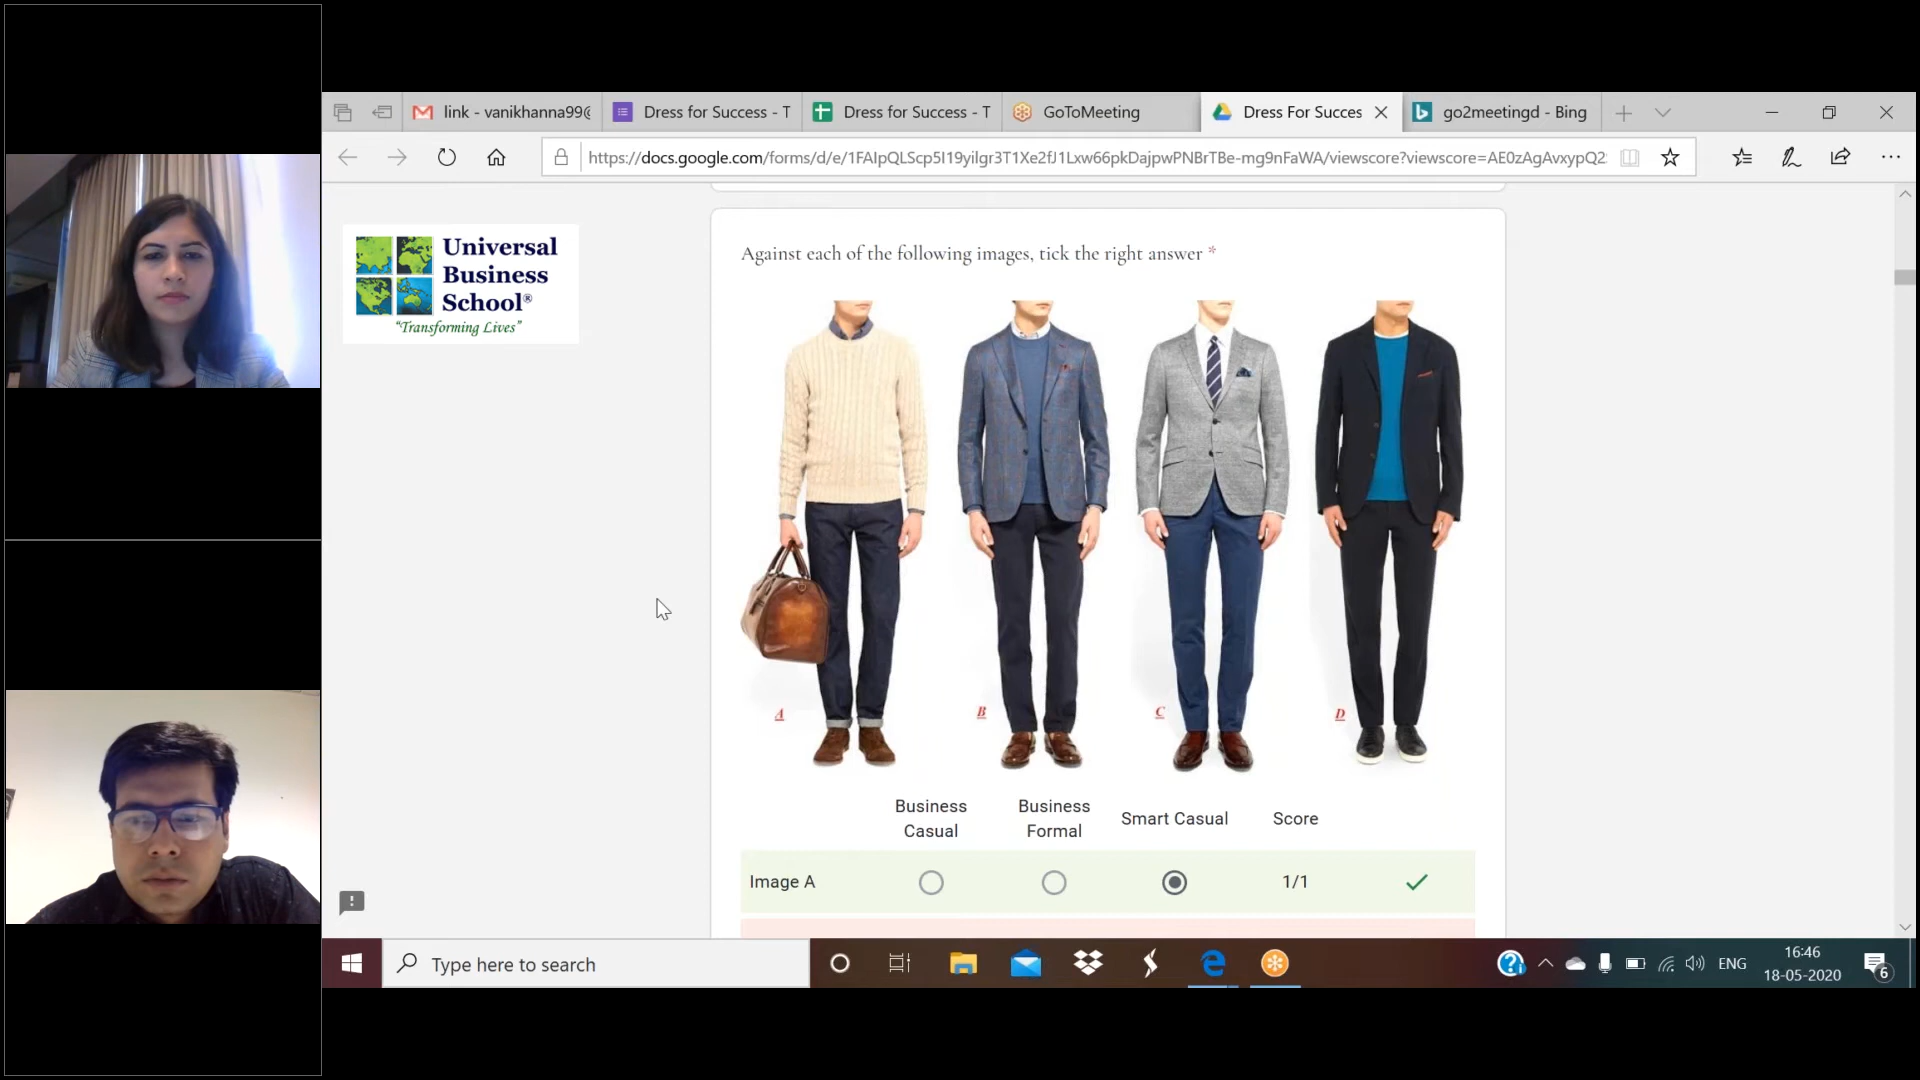 link - vanikhanna99@
Dress for Success - T
Dress for Success - T
GoToMeeting
Dress For Succes
go2meetingd - Bing
https://docs.google.com/forms/d/e/1FAIpQLScp5I19yilgr3T1Xe2fJ1Lxw66pkDajpwPNBrTBe-mg9nFaWA/viewscore?viewscore=AE0zAgAvxypQ2
Universal
Business
School®
"Transforming Lives"
Against each of the following images, tick the right answer *
A
B
C
D
Business Casual
Business Formal
Smart Casual
Score
Image A
1/1
Type here to search
ENG
16:46
18-05-2020
6